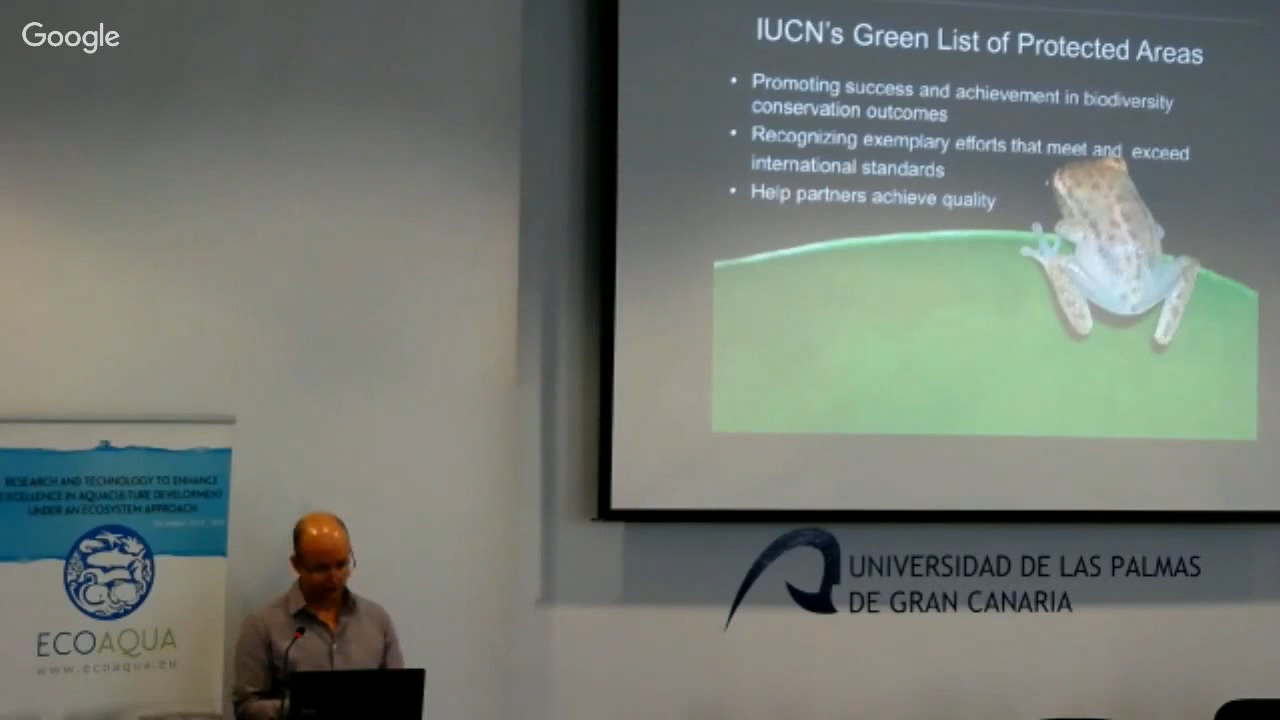 Google
IUCN's Green List of Protected Areas
• Promoting success and achievement in biodiversity
conservation outcomes
• Recognizing exemplary efforts that meet and exceed
international standards
• Help partners achieve quality
RESEARCH AND TECHNOLOGY TO ENHANCE
EXCELLENCE IN AQUACULTURE DEVELOPMENT
UNDER AN ECOSYSTEM APPROACH
ECOAQUA
www.ecoaqua.eu
UNIVERSIDAD DE LAS PALMAS
DE GRAN CANARIA